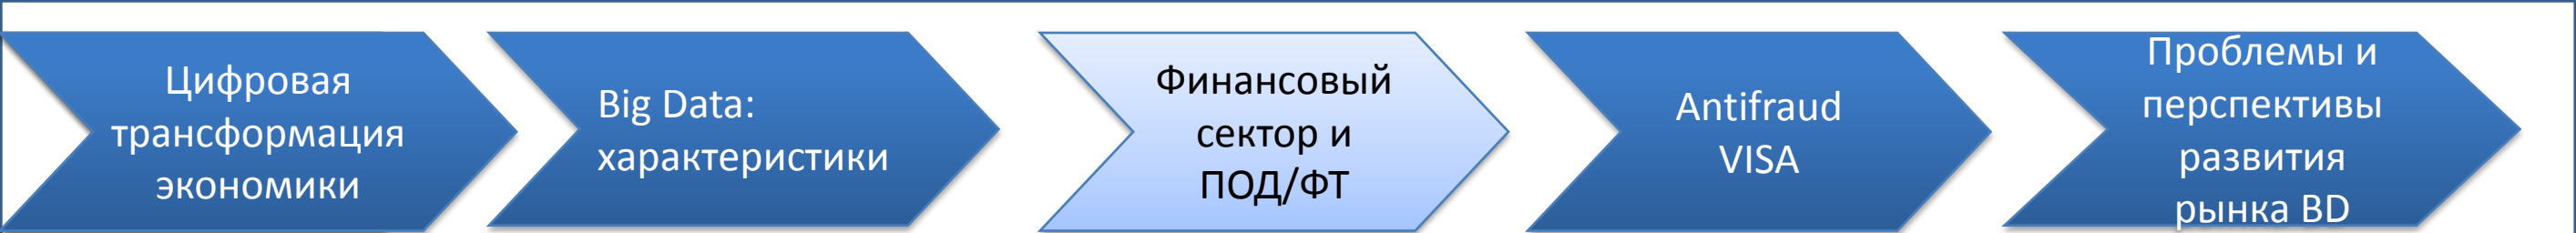 Цифровая
трансформация
экономики
Big Data:
характеристики
Финансовый
сектор и
ПОД/ФТ
Antifraud
VISA
Проблемы и
перспективы
развития
рынка BD